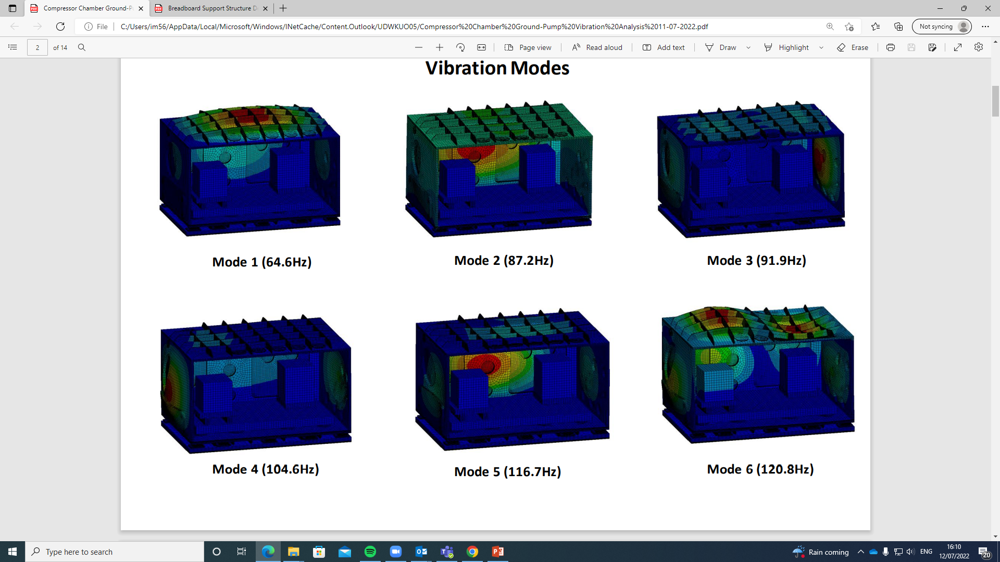 Compressor Chamber Ground-P
Breadboard Support Structure D
File
C:/Users/im56/AppData/Local/Microsoft/Windows/INetCache/Content.Outlook/UDWKUO05/Compressor%20Chamber%20Ground-Pump%20Vibration%20Analysis%2011-07-2022.pdf
Not syncing
2 of 14
Page view
Read aloud
Add text
Draw
Highlight
Erase
Vibration Modes
Mode 1 (64.6Hz)
Mode 2 (87.2Hz)
Mode 3 (91.9Hz)
Mode 4 (104.6Hz)
Mode 5 (116.7Hz)
Mode 6 (120.8Hz)
Type here to search
Rain coming
ENG
16:10
12/07/2022
20